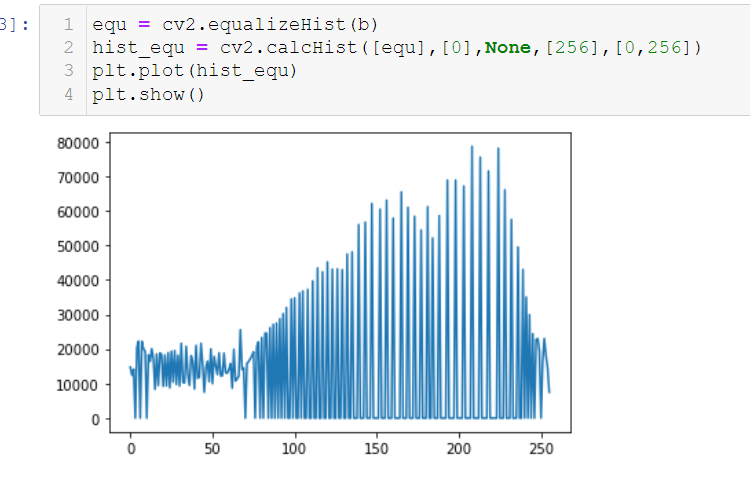 3]:
1 equ = cv2.equalizeHist(b)
2 hist_equ = cv2.calcHist([equ],[0],None,[256],[0,256])
3 plt.plot(hist_equ)
4 plt.show()
80000
70000
60000
50000
40000
30000
20000
10000
0
0 50 100 150 200 250